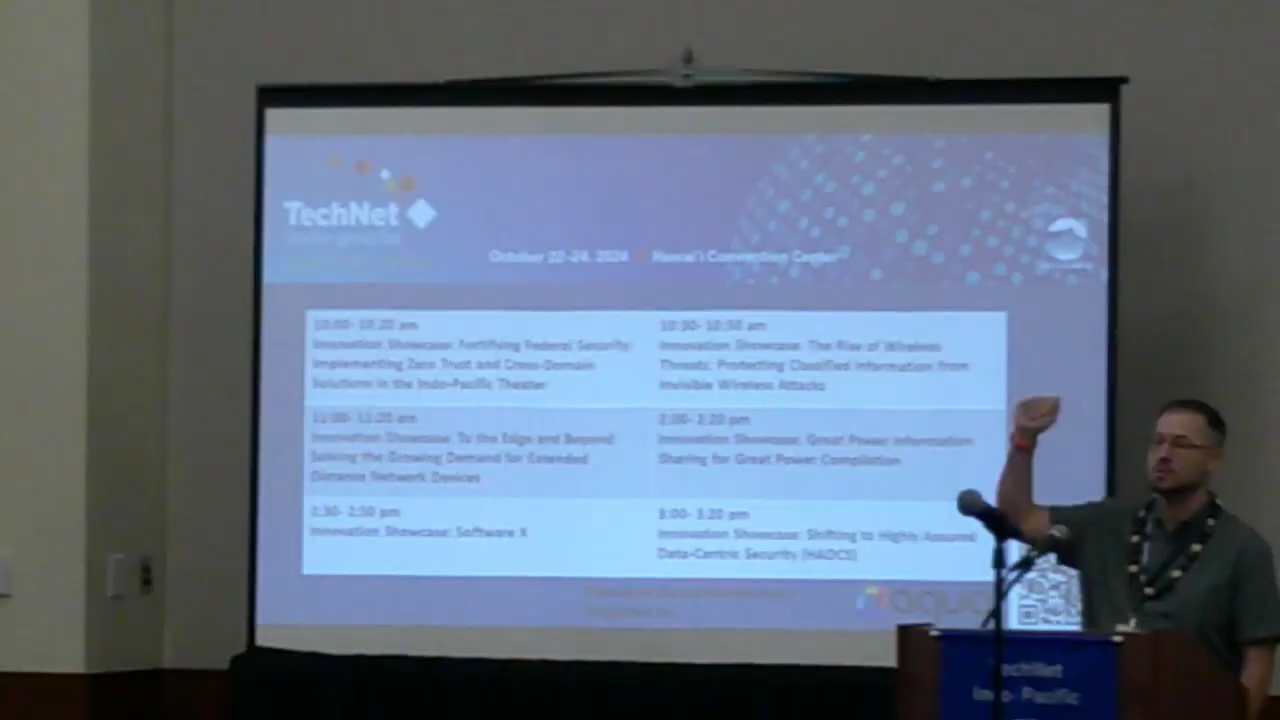 TechNet
October 22-24, 2024 Hawai'i Convention Center
10:00- 10:20 am
Innovation Showcase: Fortifying Federal Security
Implementing Zero Trust and Cross-Domain
Solutions in the Indo-Pacific Theater
10:30- 10:50 am
Innovation Showcase: The Rise of Wireless
Threats: Protecting Classified Information from
Invisible Wireless Attacks
11:00- 11:20 am
Innovation Showcase: To the Edge and Beyond
Solving the Growing Demand for Extended
Distance Network Devices
2:00- 2:20 pm
Innovation Showcase: Great Power Information
Sharing for Great Power Competition
2:30- 2:50 pm
Innovation Showcase: Software X
3:00- 3:20 pm
Innovation Showcase: Shifting to Highly Assured
Data-Centric Security (HADCS)
TechNet
Indo-Pacific